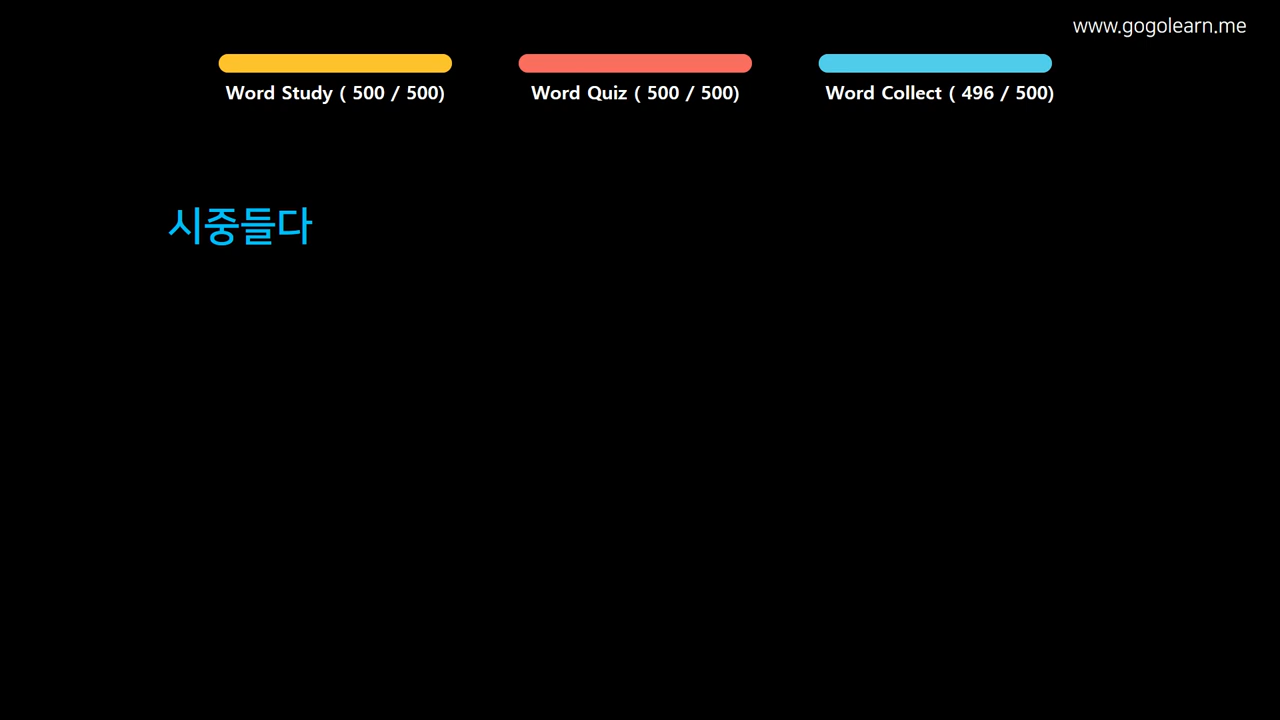 www.gogolearn.me
Word Study ( 500 / 500)
Word Quiz ( 500 / 500)
Word Collect ( 496 / 500)
시중들다